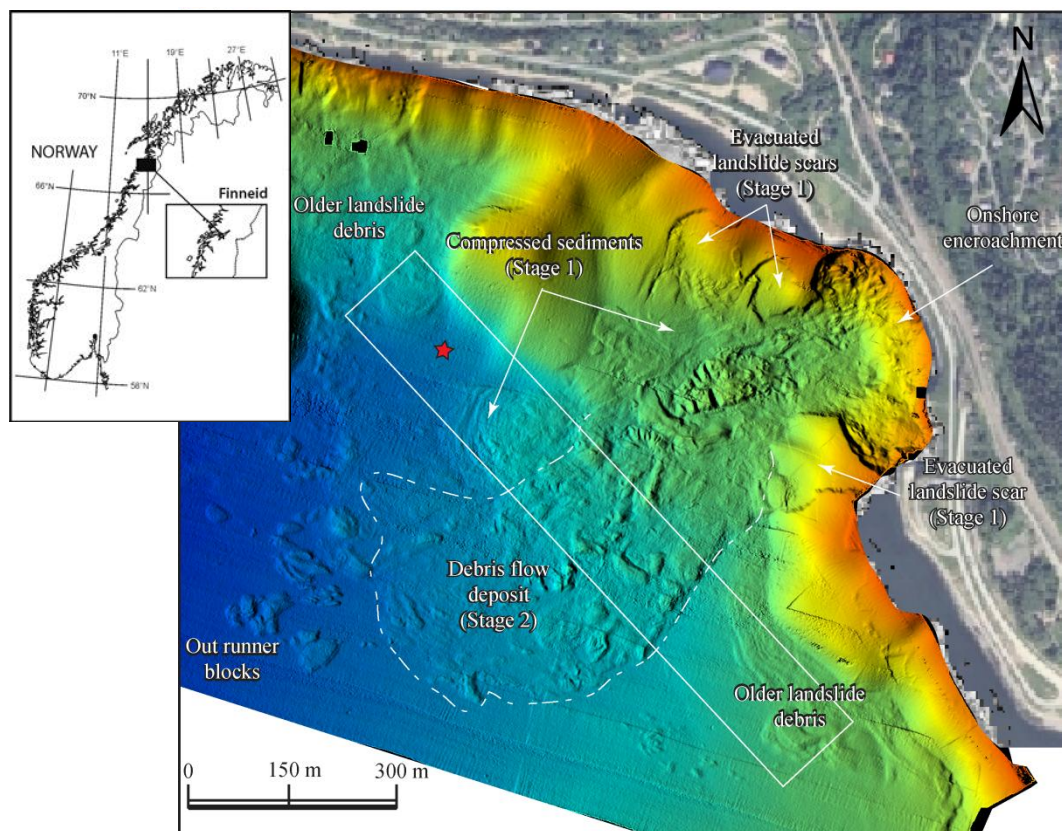 11°E
19°E
27°E
70°N
NORWAY
66°N
Finneid
62°N
58°N
N
Evacuated
landslide scars
(Stage 1)
Older landslide
debris
Compressed sediments
(Stage 1)
Onshore
encroachment
Evacuated
landslide scar
(Stage 1)
Debris flow
deposit
(Stage 2)
Out runner
blocks
Older landslide
debris
0
150 m
300 m